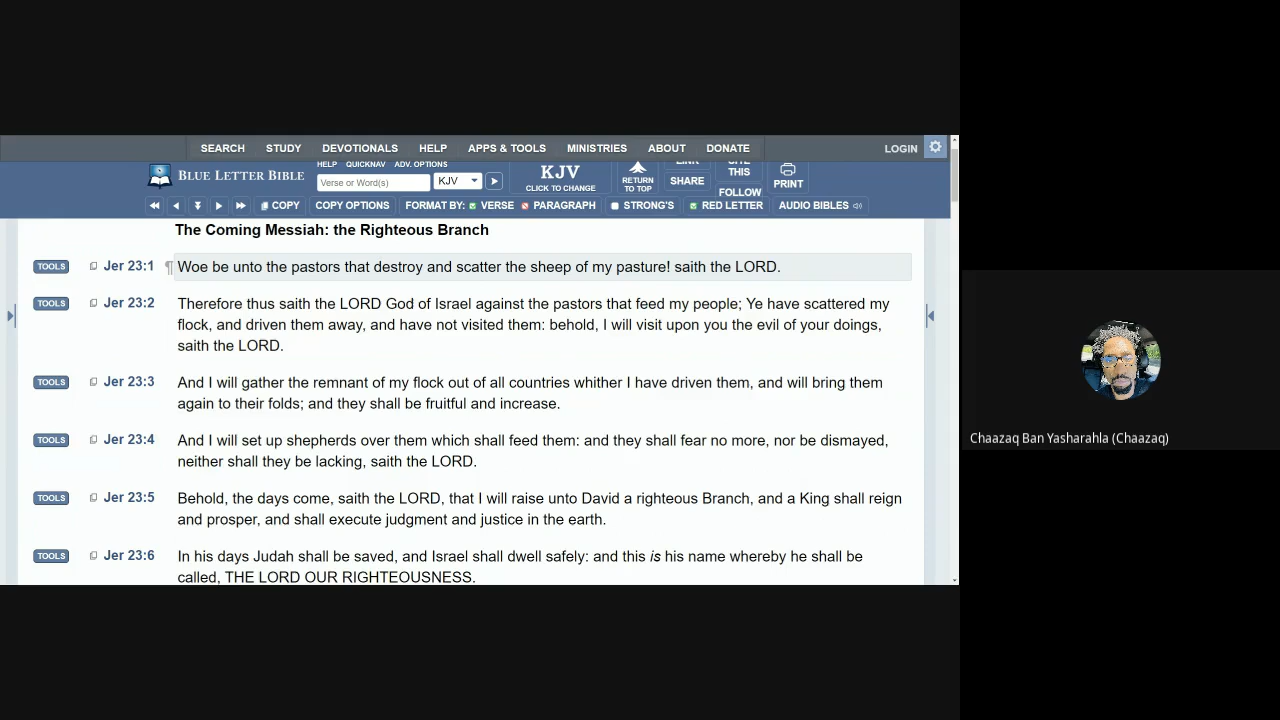 SEARCH STUDY DEVOTIONALS HELP APPS & TOOLS MINISTRIES ABOUT DONATE LOGIN
BLUE LETTER BIBLE
HELP QUICKNAV ADV. OPTIONS
Verse or Word(s) KJV
KJV
CLICK TO CHANGE
RETURN
TO TOP
LINK
SHARE
CITE
THIS
FOLLOW
PRINT
COPY COPY OPTIONS FORMAT BY: VERSE PARAGRAPH STRONG'S RED LETTER AUDIO BIBLES
The Coming Messiah: the Righteous Branch
TOOLS Jer 23:1 ¶ Woe be unto the pastors that destroy and scatter the sheep of my pasture! saith the LORD.
TOOLS Jer 23:2 Therefore thus saith the LORD God of Israel against the pastors that feed my people; Ye have scattered my
flock, and driven them away, and have not visited them: behold, I will visit upon you the evil of your doings,
saith the LORD.
TOOLS Jer 23:3 And I will gather the remnant of my flock out of all countries whither I have driven them, and will bring them
again to their folds; and they shall be fruitful and increase.
TOOLS Jer 23:4 And I will set up shepherds over them which shall feed them: and they shall fear no more, nor be dismayed,
neither shall they be lacking, saith the LORD.
TOOLS Jer 23:5 Behold, the days come, saith the LORD, that I will raise unto David a righteous Branch, and a King shall reign
and prosper, and shall execute judgment and justice in the earth.
TOOLS Jer 23:6 In his days Judah shall be saved, and Israel shall dwell safely: and this is his name whereby he shall be
called, THE LORD OUR RIGHTEOUSNESS.
Chaazaq Ban Yasharahla (Chaazaq)